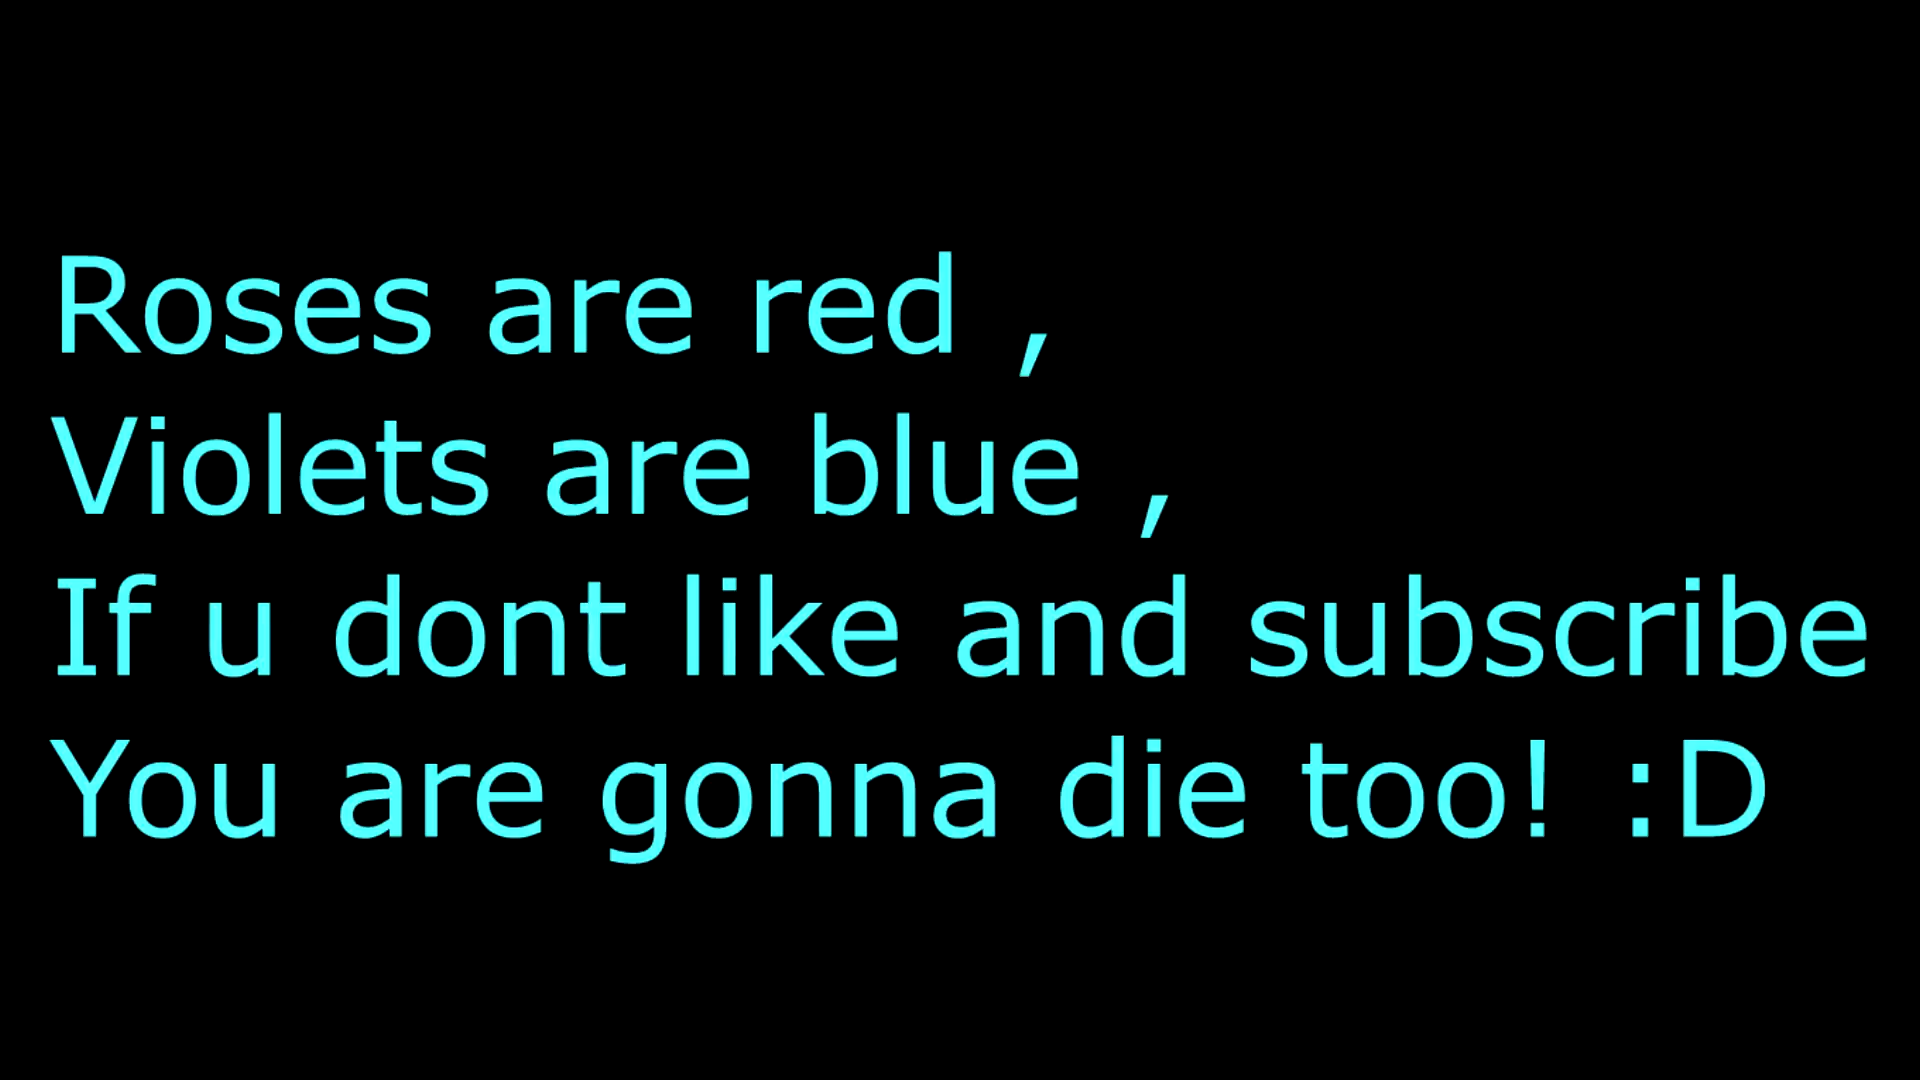 Roses are red ,
Violets are blue ,
If u dont like and subscribe
You are gonna die too! :D